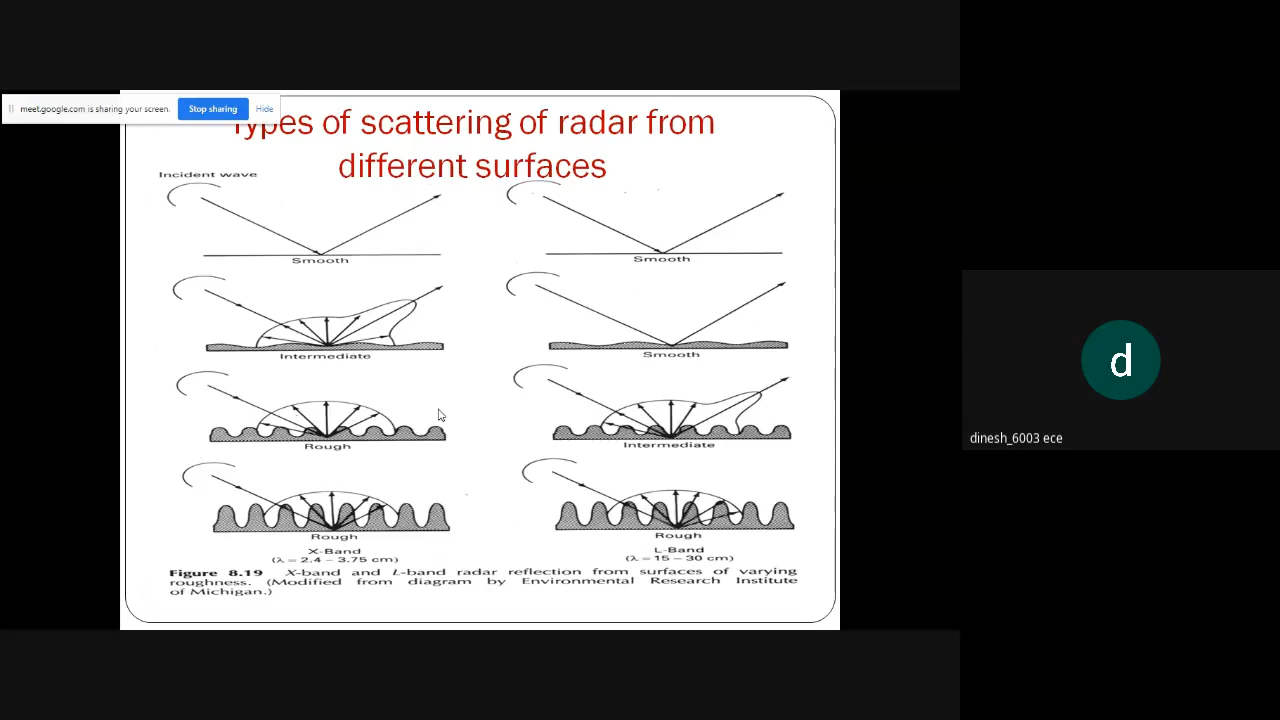 meet.google.com is sharing your screen. Stop sharing Hide
Types of scattering of radar from
different surfaces
Incident wave
Smooth Smooth
Intermediate Smooth
Rough Intermediate
Rough Rough
X-Band L-Band
(λ = 2.4 – 3.75 cm) (λ = 15 – 30 cm)
Figure 8.19 X-band and L-band radar reflection from surfaces of varying
roughness. (Modified from diagram by Environmental Research Institute
of Michigan.)
d
dinesh_6003 ece